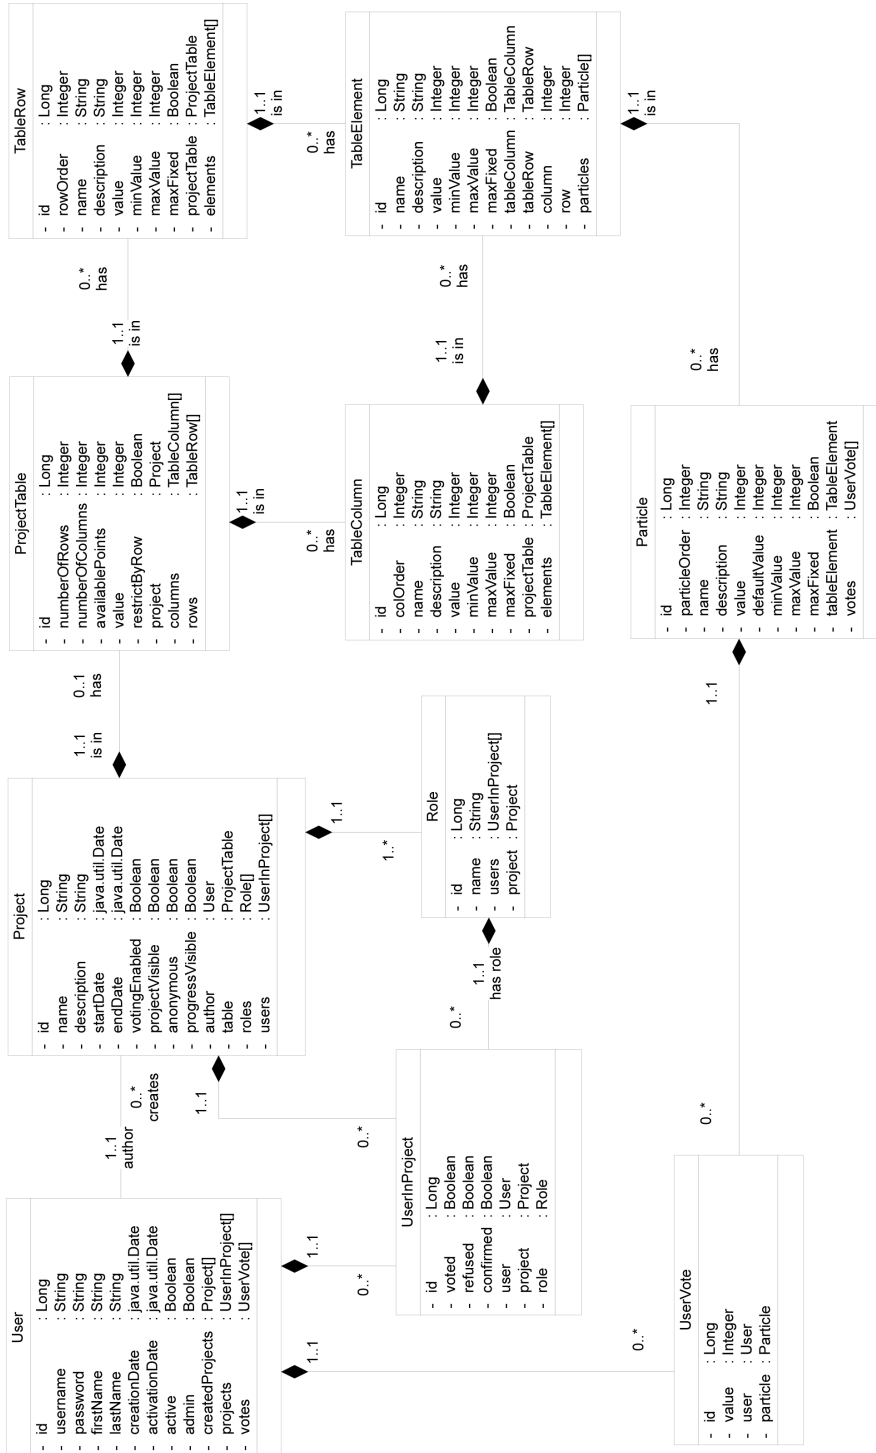 User
- id : Long
- username : String
- password : String
- firstName : String
- lastName : String
- creationDate : java.util.Date
- activationDate : java.util.Date
- active : Boolean
- admin : Boolean
- createdProjects : Project[]
- projects : UserInProject[]
- votes : UserVote[]
1..1
author
0..*
creates
Project
- id : Long
- name : String
- description : String
- startDate : java.util.Date
- endDate : java.util.Date
- votingEnabled : Boolean
- projectVisible : Boolean
- anonymous : Boolean
- progressVisible : Boolean
- author : User
- table : ProjectTable
- roles : Role[]
- users : UserInProject[]
1..1
is in
0..1
has
ProjectTable
- id : Long
- numberOfRows : Integer
- numberOfColumns : Integer
- availablePoints : Integer
- value : Integer
- restrictByRow : Boolean
- project : Project
- columns : TableColumn[]
- rows : TableRow[]
1..1
is in
0..*
has
TableRow
- id : Long
- rowOrder : Integer
- name : String
- description : String
- value : Integer
- minValue : Integer
- maxValue : Integer
- maxFixed : Boolean
- projectTable : ProjectTable
- elements : TableElement[]
1..1
0..*
1..1
0..*
1..1
0..*
1..1
1..*
1..1
is in
0..*
has
1..1
is in
0..*
has
UserInProject
- id : Long
- voted : Boolean
- refused : Boolean
- confirmed : Boolean
- user : User
- project : Project
- role : Role
0..*
1..1
has role
Role
- id : Long
- name : String
- users : UserInProject[]
- project : Project
TableColumn
- id : Long
- colOrder : Integer
- name : String
- description : String
- value : Integer
- minValue : Integer
- maxValue : Integer
- maxFixed : Boolean
- projectTable : ProjectTable
- elements : TableElement[]
1..1
is in
0..*
has
TableElement
- id : Long
- name : String
- description : String
- value : Integer
- minValue : Integer
- maxValue : Integer
- maxFixed : Boolean
- tableColumn : TableColumn
- tableRow : TableRow
- column : Integer
- row : Integer
- particles : Particle[]
1..1
is in
0..*
has
UserVote
- id : Long
- value : Integer
- user : User
- particle : Particle
0..*
1..1
Particle
- id : Long
- particleOrder : Integer
- name : String
- description : String
- value : Integer
- defaultValue : Integer
- minValue : Integer
- maxValue : Integer
- maxFixed : Boolean
- tableElement : TableElement
- votes : UserVote[]